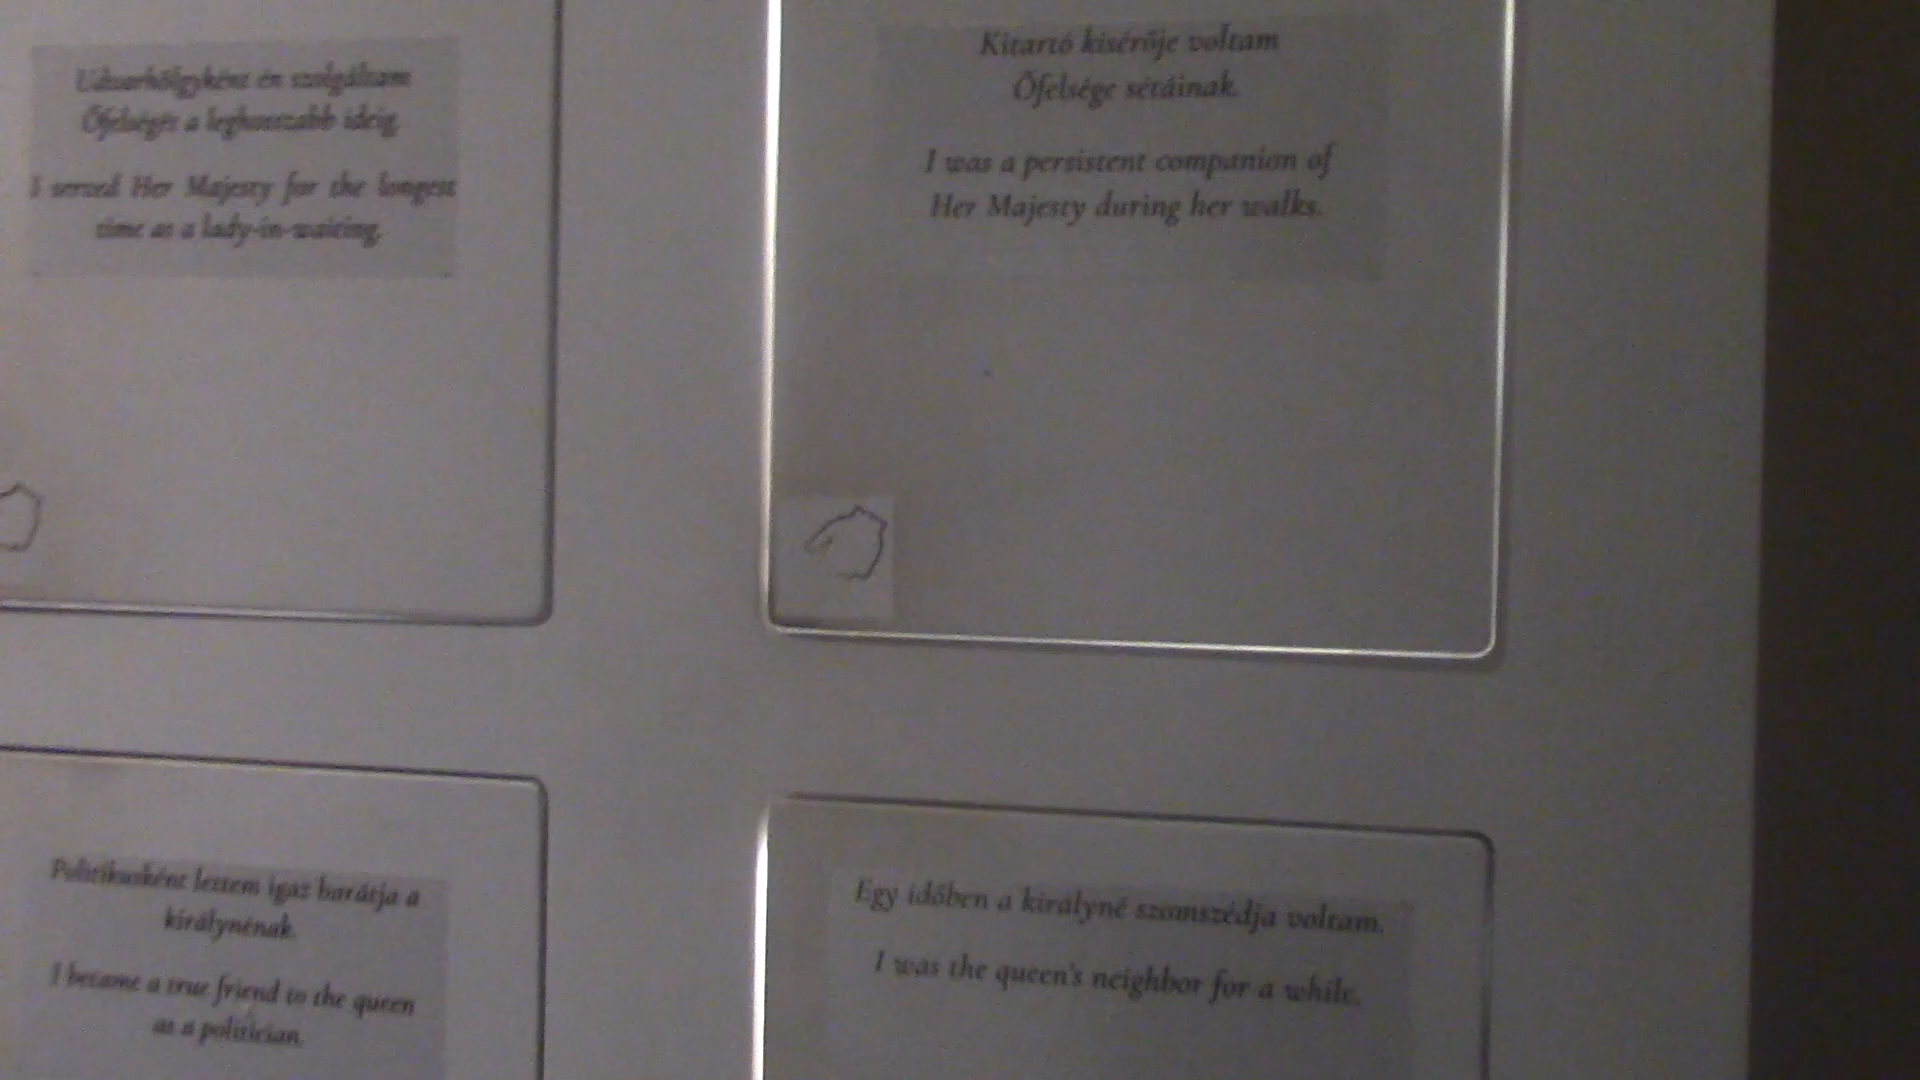 Udvarhölgyként én szolgáltam
Őfelségét a leghosszabb ideig.
I served Her Majesty for the longest
time as a lady-in-waiting.
Kitartó kísérője voltam
Őfelsége sétáinak.
I was a persistent companion of
Her Majesty during her walks.
Politikusként lettem igaz barátja a
királynénak.
I became a true friend to the queen
as a politician.
Egy időben a királyné szomszédja voltam.
I was the queen's neighbor for a while.